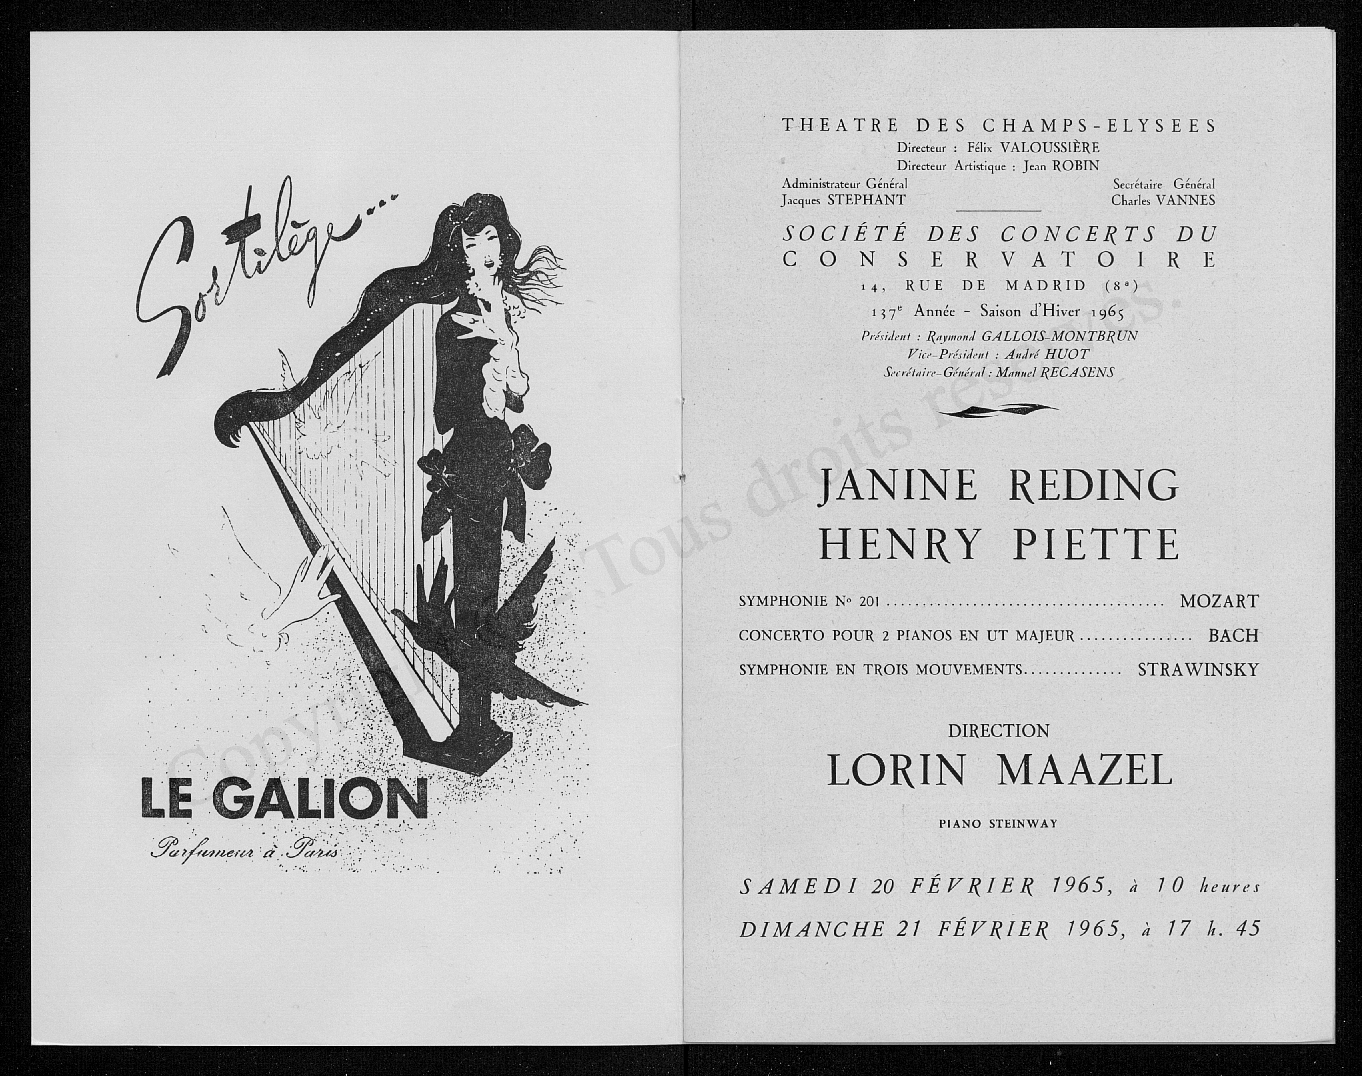 Sortilège...
LE GALION
Parfumeur à Paris
THEATRE DES CHAMPS-ELYSEES
Directeur : Félix VALOUSSIÈRE
Directeur Artistique : Jean ROBIN
Administrateur Général Secrétaire Général
Jacques STEPHANT Charles VANNES
SOCIÉTÉ DES CONCERTS DU
CONSERVATOIRE
14, RUE DE MADRID (8e)
137e Année - Saison d'Hiver 1965
Président : Raymond GALLOIS-MONTBRUN
Vice-Président : André HUOT
Secrétaire-Général : Manuel RECASENS
JANINE REDING
HENRY PIETTE
SYMPHONIE No 201 ...................................... MOZART
CONCERTO POUR 2 PIANOS EN UT MAJEUR ................ BACH
SYMPHONIE EN TROIS MOUVEMENTS.............. STRAWINSKY
DIRECTION
LORIN MAAZEL
PIANO STEINWAY
SAMEDI 20 FÉVRIER 1965, à 10 heures
DIMANCHE 21 FÉVRIER 1965, à 17 h. 45
Tous droits réservés.